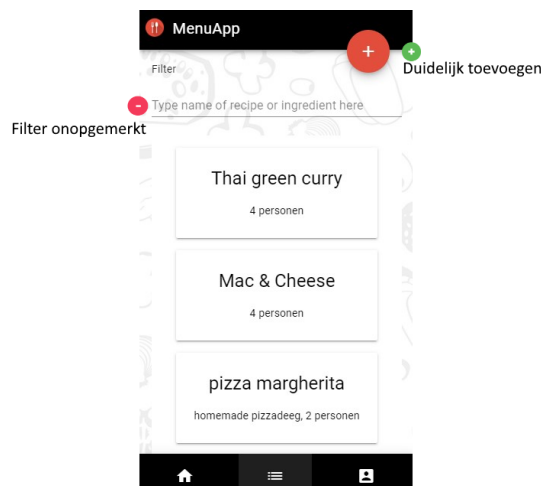 MenuApp
+
+
Duidelijk toevoegen
Filter
-
Type name of recipe or ingredient here
Filter onopgemerkt
Thai green curry
4 personen
Mac & Cheese
4 personen
pizza margherita
homemade pizzadeeg, 2 personen